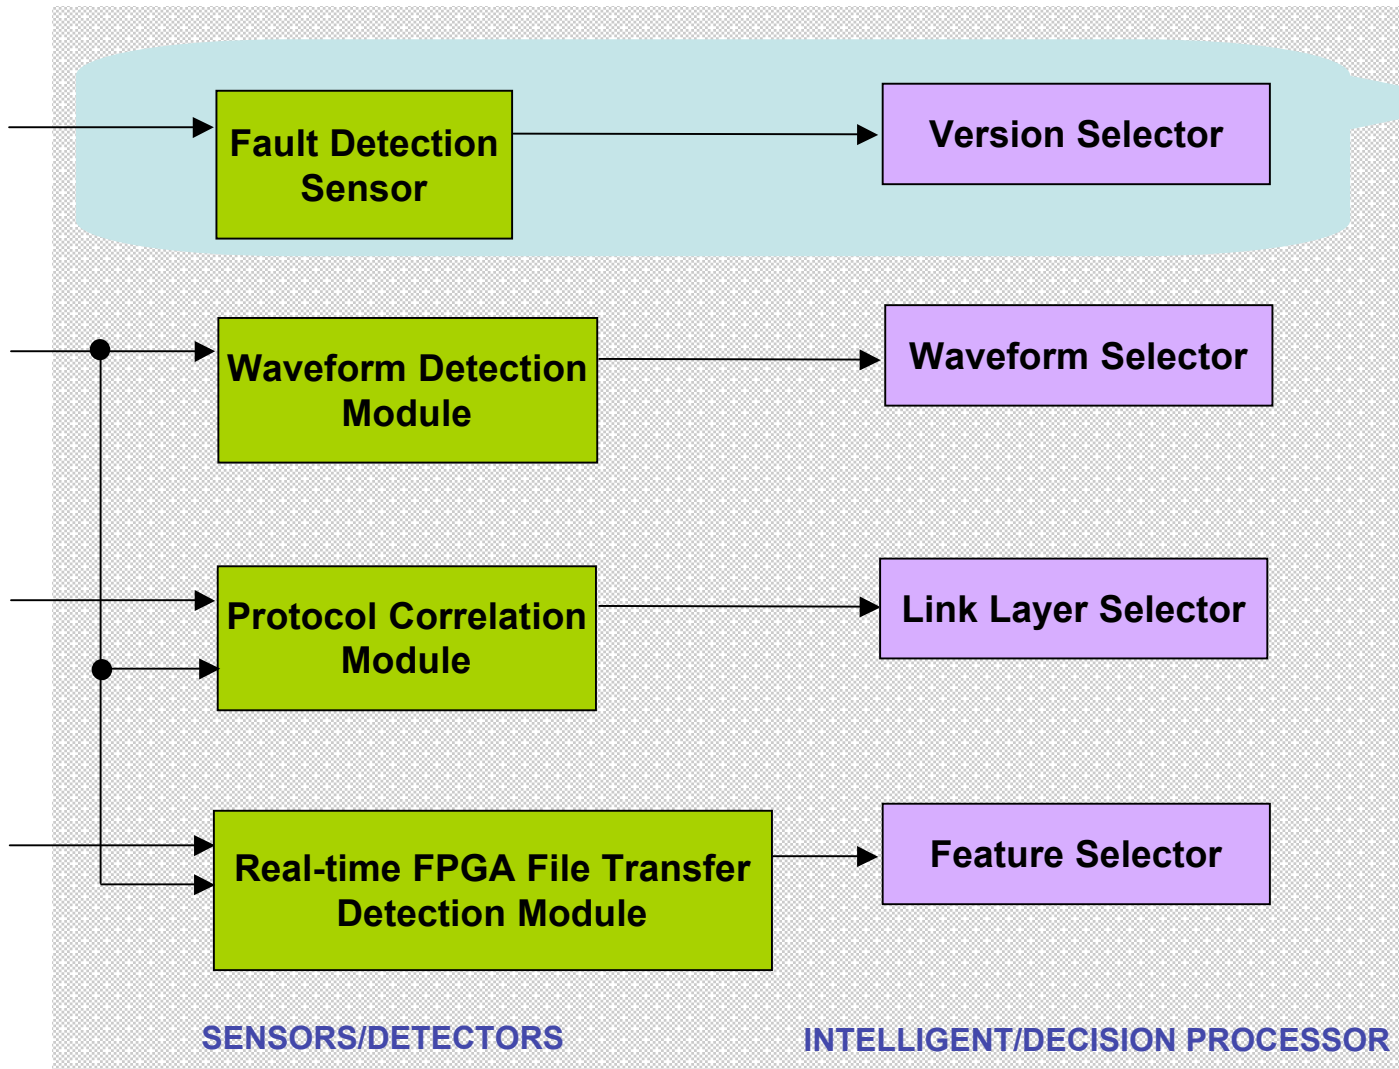 Fault Detection
Sensor
Version Selector
Waveform Detection
Module
Waveform Selector
Protocol Correlation
Module
Link Layer Selector
Real-time FPGA File Transfer
Detection Module
Feature Selector
SENSORS/DETECTORS
INTELLIGENT/DECISION PROCESSOR